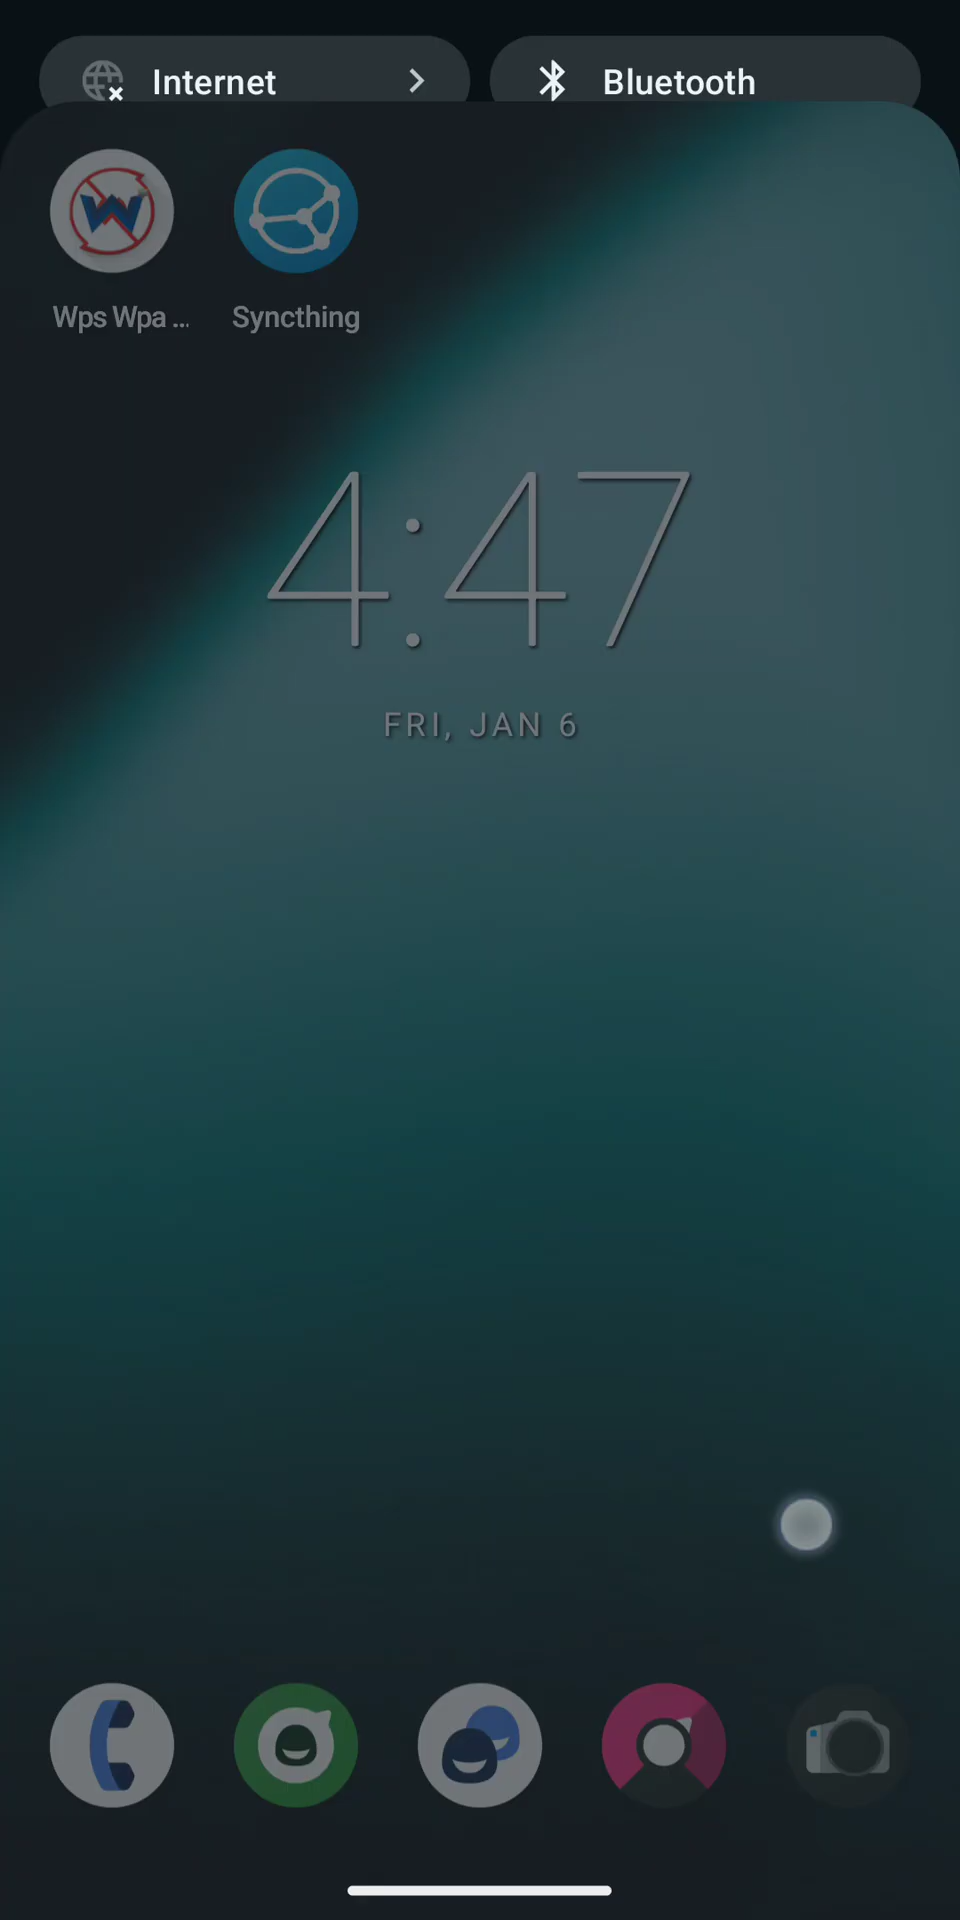 Internet
Bluetooth
Wps Wpa ...
Syncthing
4:47
FRI, JAN 6